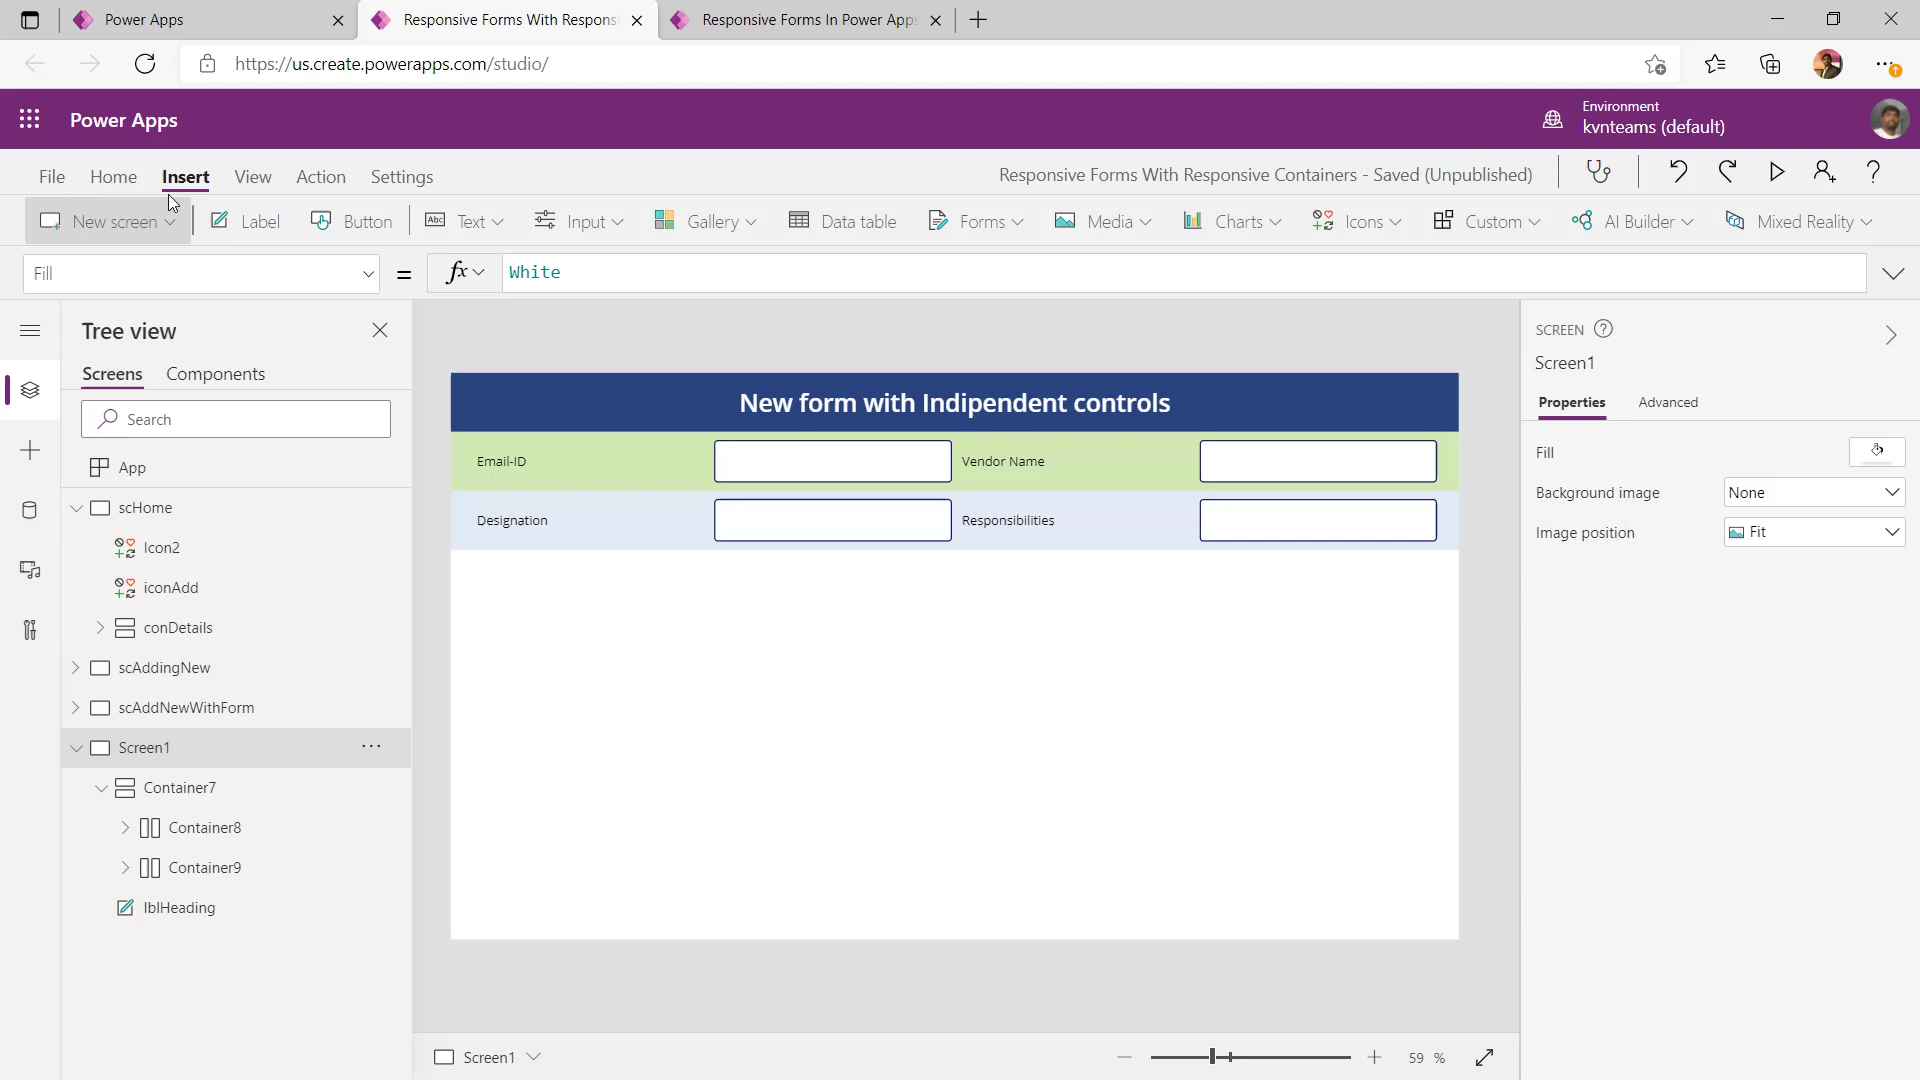 Power Apps
Responsive Forms With Respons
Responsive Forms In Power Apps
https://us.create.powerapps.com/studio/
Power Apps
Environment
kvnteams (default)
File Home Insert View Action Settings
Responsive Forms With Responsive Containers - Saved (Unpublished)
New screen Label Button Abc Text Input Gallery Data table Forms Media Charts Icons Custom AI Builder Mixed Reality
Fill = fx White
Tree view
Screens Components
Search
App
scHome
Icon2
iconAdd
conDetails
scAddingNew
scAddNewWithForm
Screen1 ...
Container7
Container8
Container9
lblHeading
New form with Indipendent controls
Email-ID Vendor Name
Designation Responsibilities
SCREEN ?
Screen1
Properties Advanced
Fill
Background image None
Image position Fit
Screen1
59 %